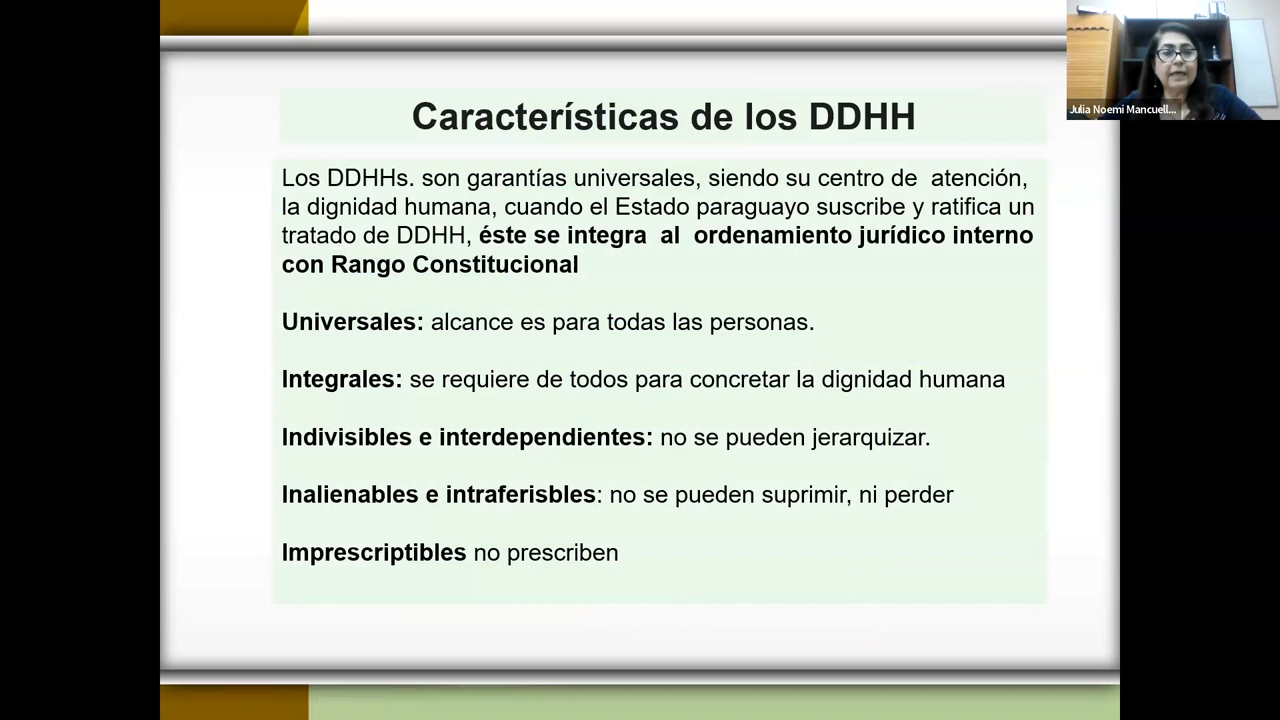 Características de los DDHH
Los DDHHs. son garantías universales, siendo su centro de atención,
la dignidad humana, cuando el Estado paraguayo suscribe y ratifica un
tratado de DDHH, éste se integra al ordenamiento jurídico interno
con Rango Constitucional
Universales: alcance es para todas las personas.
Integrales: se requiere de todos para concretar la dignidad humana
Indivisibles e interdependientes: no se pueden jerarquizar.
Inalienables e intraferisbles: no se pueden suprimir, ni perder
Imprescriptibles no prescriben
Julia Noemi Mancuell...